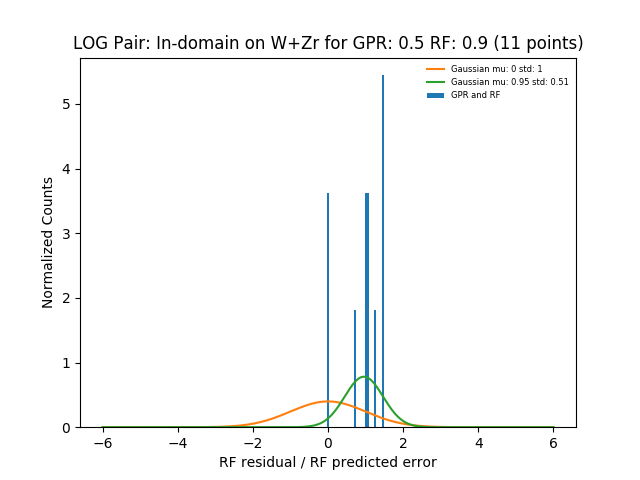 LOG Pair: In-domain on W+Zr for GPR: 0.5 RF: 0.9 (11 points)
Gaussian mu: 0 std: 1
Gaussian mu: 0.95 std: 0.51
GPR and RF
Normalized Counts
5
4
3
2
1
0
−6
−4
−2
0
2
4
6
RF residual / RF predicted error